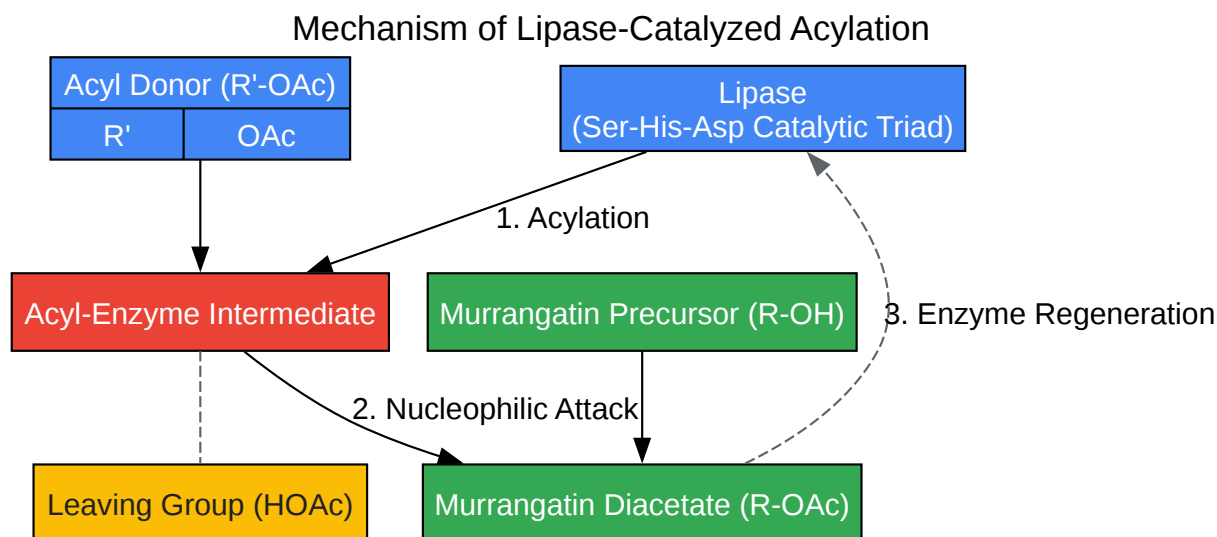 Mechanism of Lipase-Catalyzed Acylation
Acyl Donor (R'-OAc)
R'
OAc
Lipase
(Ser-His-Asp Catalytic Triad)
1. Acylation
Acyl-Enzyme Intermediate
Murrangatin Precursor (R-OH)
3. Enzyme Regeneration
2. Nucleophilic Attack
Leaving Group (HOAc)
Murrangatin Diacetate (R-OAc)